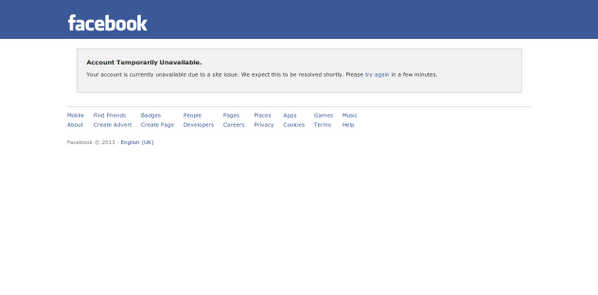 facebook
Account Temporarily Unavailable.
Your account is currently unavailable due to a site issue. We expect this to be resolved shortly. Please try again in a few minutes.
Mobile Find Friends Badges People Pages Places Apps Games Music
About Create Advert Create Page Developers Careers Privacy Cookies Terms Help
Facebook © 2013 · English (UK)